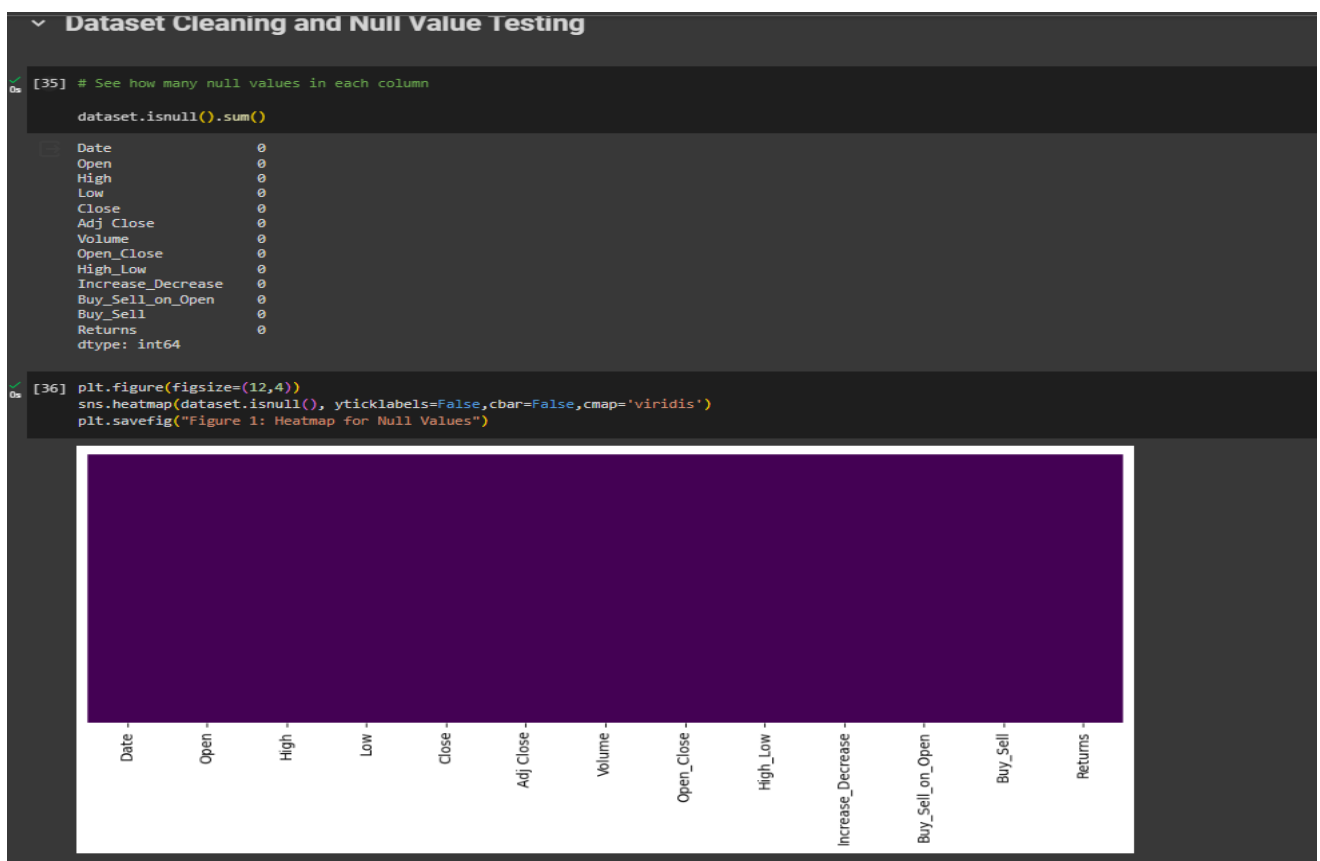 Dataset Cleaning and Null Value Testing
[35] # See how many null values in each column
dataset.isnull().sum()
0s
Date 0
Open 0
High 0
Low 0
Close 0
Adj Close 0
Volume 0
Open_Close 0
High_Low 0
Increase_Decrease 0
Buy_Sell_on_Open 0
Buy_Sell 0
Returns 0
dtype: int64
[36] plt.figure(figsize=(12,4))
0s
sns.heatmap(dataset.isnull(), yticklabels=False,cbar=False,cmap='viridis')
plt.savefig("Figure 1: Heatmap for Null Values")
Date
Open
High
Low
Close
Adj Close
Volume
Open_Close
High_Low
Increase_Decrease
Buy_Sell_on_Open
Buy_Sell
Returns